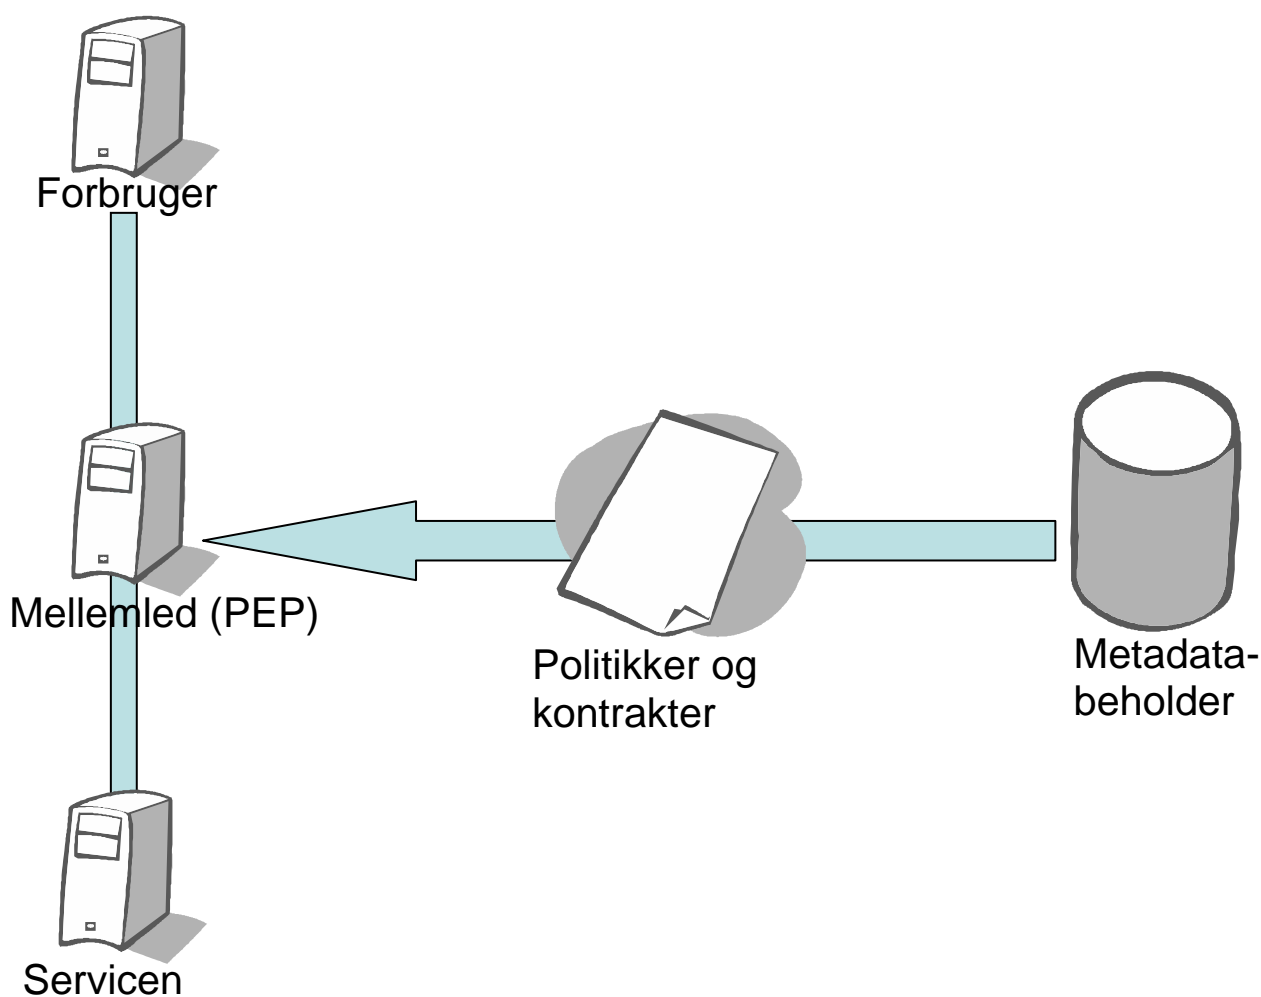 Forbruger
Mellemled (PEP)
Politikker og
kontrakter
Metadata-
beholder
Servicen